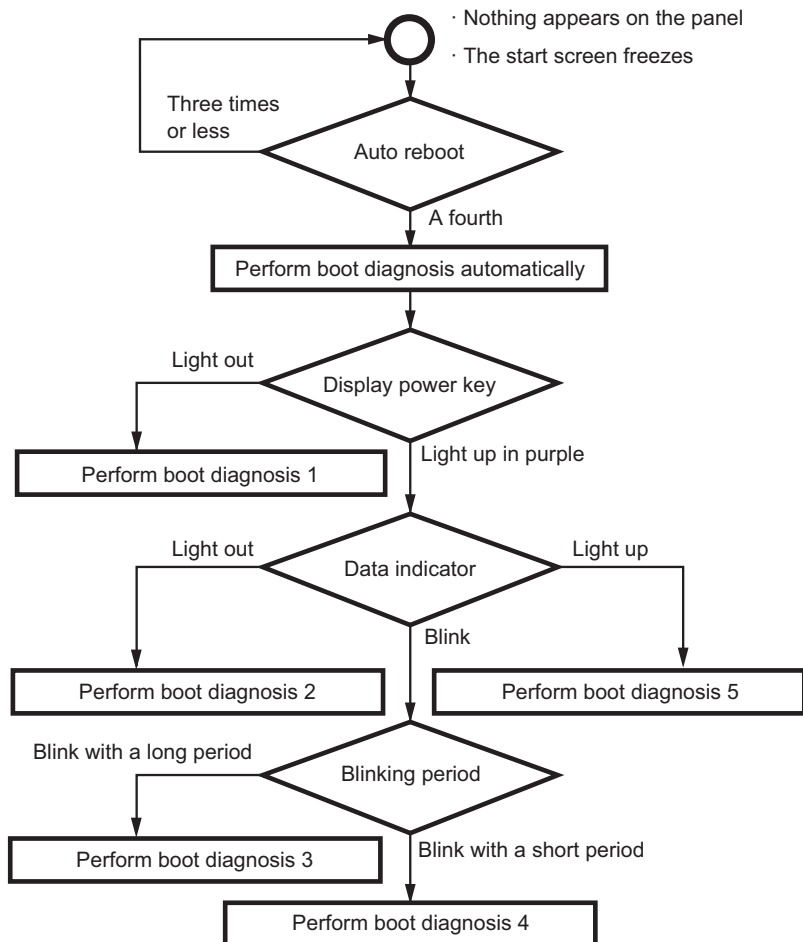 · Nothing appears on the panel
· The start screen freezes
Three times
or less
Auto reboot
A fourth
Perform boot diagnosis automatically
Light out
Display power key
Perform boot diagnosis 1
Light up in purple
Light out
Data indicator
Light up
Blink
Perform boot diagnosis 2
Perform boot diagnosis 5
Blink with a long period
Blinking period
Perform boot diagnosis 3
Blink with a short period
Perform boot diagnosis 4